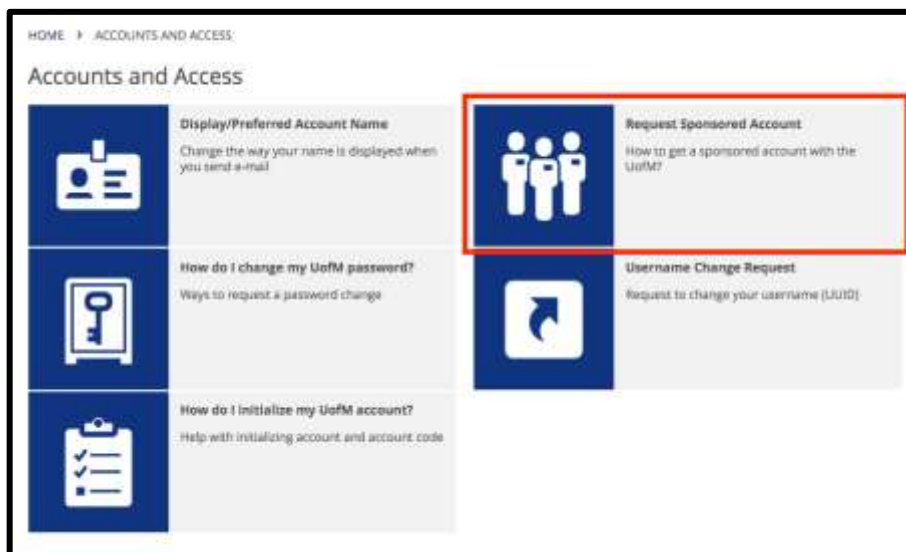 HOME ▸ ACCOUNTS AND ACCESS
Accounts and Access
Display/Preferred Account Name
Change the way your name is displayed when
you send e-mail
Request Sponsored Account
How to get a sponsored account with the
UofM?
How do I change my UofM password?
Ways to request a password change
Username Change Request
Request to change your username (UUID)
How do I initialize my UofM account?
Help with initializing account and account code